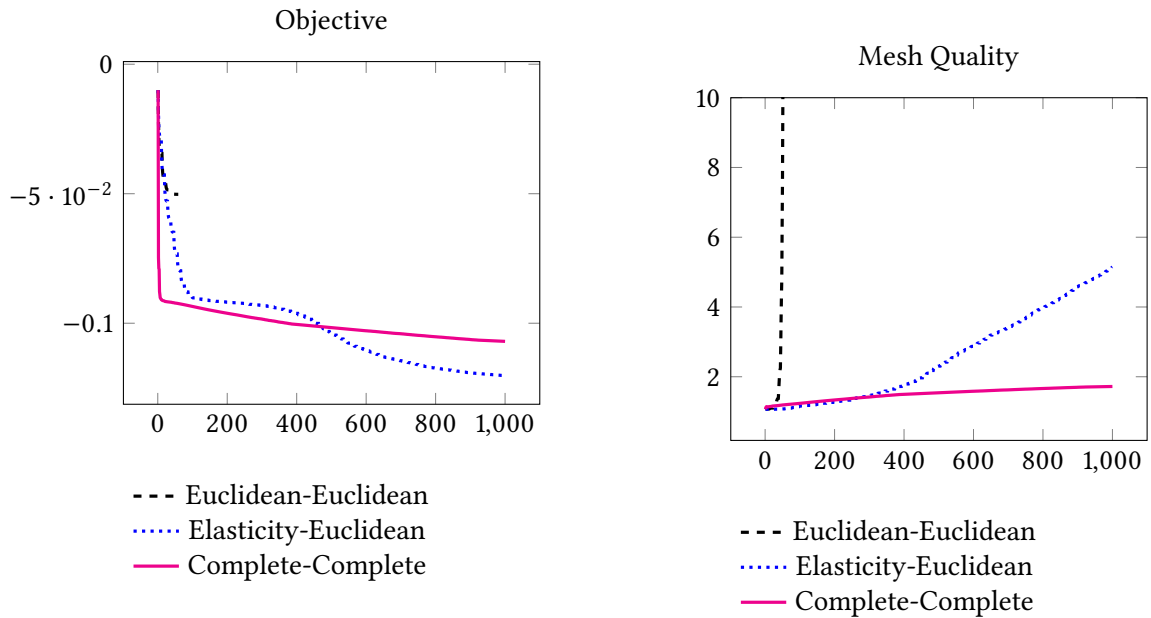 Objective
0
−5 · 10⁻²
−0.1
0 200 400 600 800 1,000
Euclidean-Euclidean
Elasticity-Euclidean
Complete-Complete
Mesh Quality
10
8
6
4
2
0 200 400 600 800 1,000
Euclidean-Euclidean
Elasticity-Euclidean
Complete-Complete